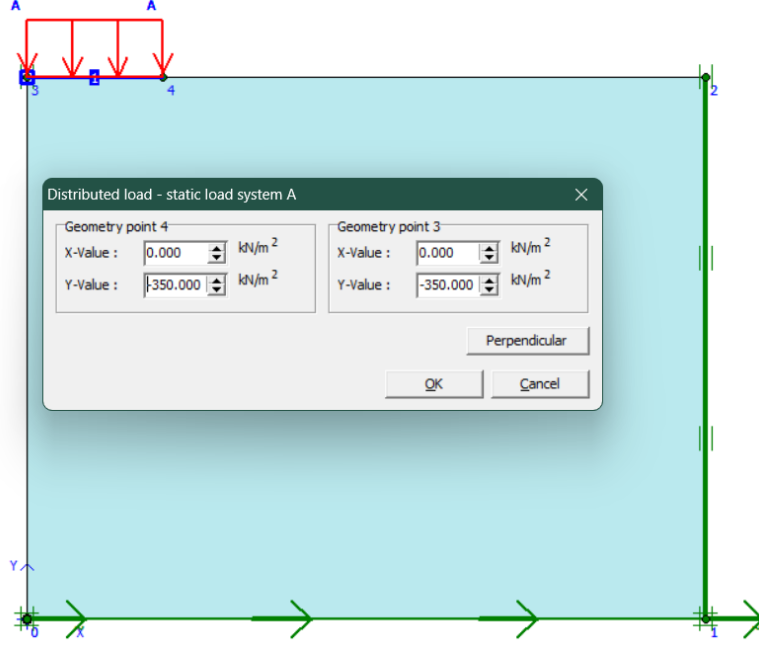 A A
1
3 4 2
Distributed load - static load system A
Geometry point 4 Geometry point 3
X-Value : 0.000 kN/m 2 X-Value : 0.000 kN/m 2
Y-Value : -350.000 kN/m 2 Y-Value : -350.000 kN/m 2
Perpendicular
OK Cancel
Y
0 X 1